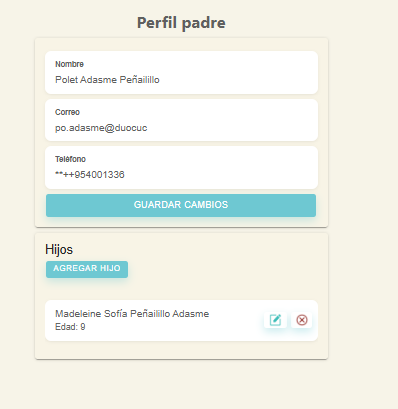 Perfil padre
Nombre
Polet Adasme Peñailillo
Correo
po.adasme@duocuc
Teléfono
**++954001336
GUARDAR CAMBIOS
Hijos
AGREGAR HIJO
Madeleine Sofía Peñailillo Adasme
Edad: 9